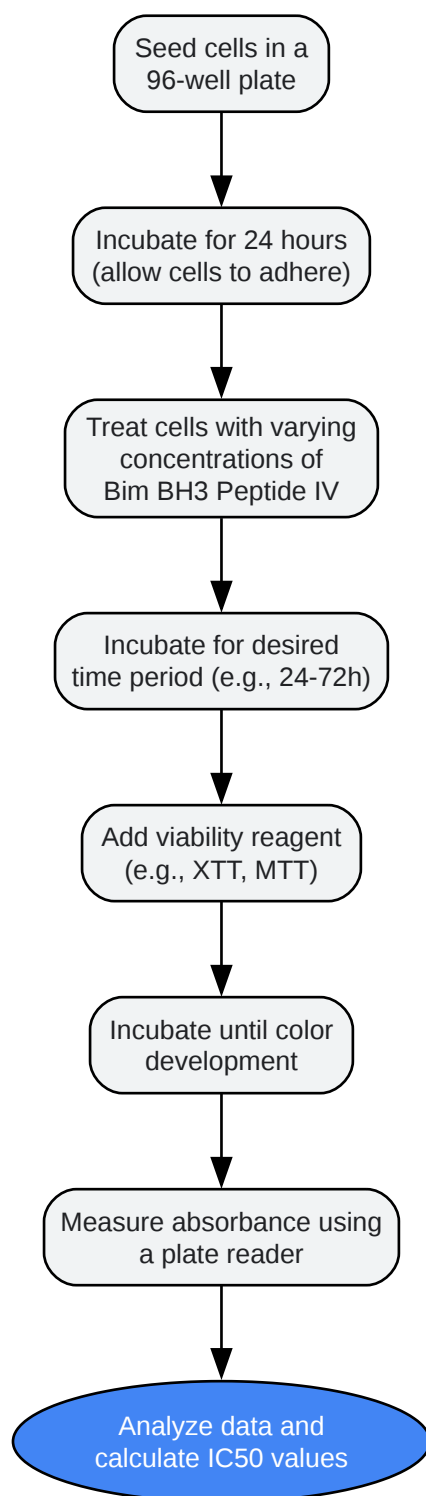 Seed cells in a
96-well plate
Incubate for 24 hours
(allow cells to adhere)
Treat cells with varying
concentrations of
Bim BH3 Peptide IV
Incubate for desired
time period (e.g., 24-72h)
Add viability reagent
(e.g., XTT, MTT)
Incubate until color
development
Measure absorbance using
a plate reader
Analyze data and
calculate IC50 values